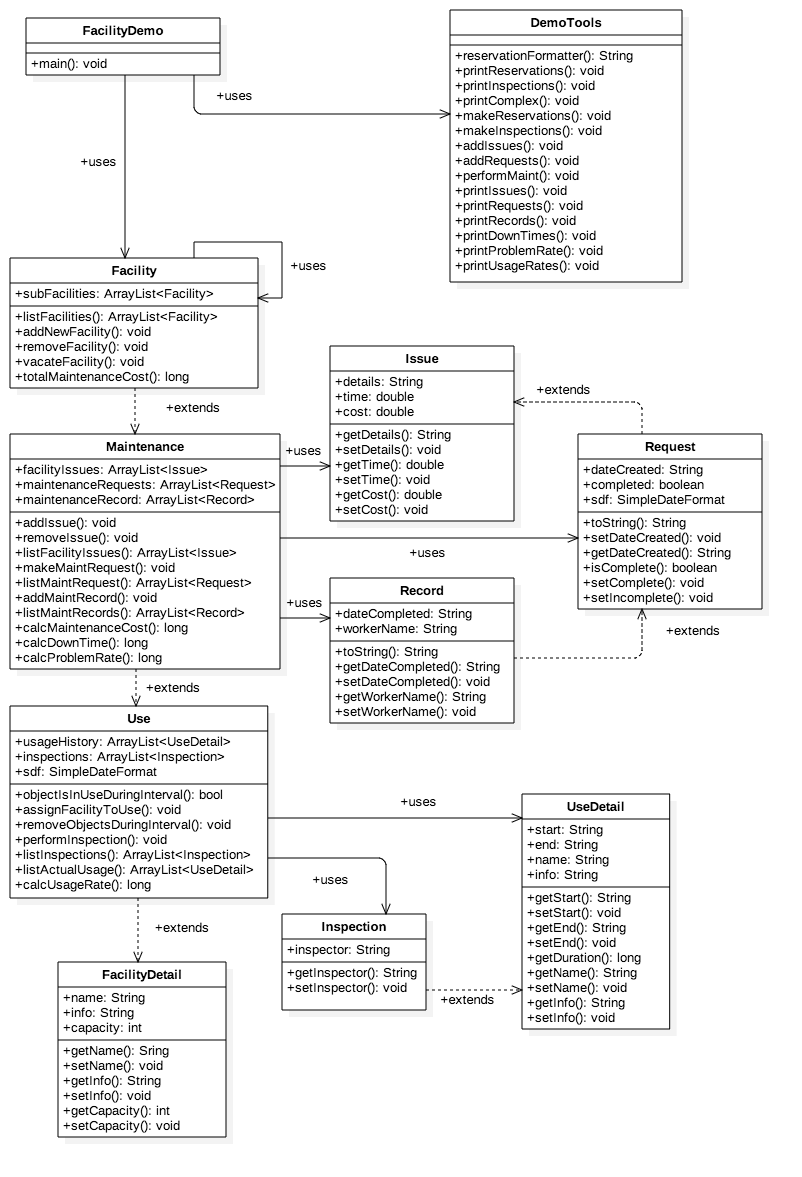 FacilityDemo
+main(): void
DemoTools
+reservationFormatter(): String
+printReservations(): void
+printInspections(): void
+printComplex(): void
+makeReservations(): void
+makeInspections(): void
+addIssues(): void
+addRequests(): void
+performMaint(): void
+printIssues(): void
+printRequests(): void
+printRecords(): void
+printDownTimes(): void
+printProblemRate(): void
+printUsageRates(): void
+uses
+uses
Facility
+subFacilities: ArrayList<Facility>
+listFacilities(): ArrayList<Facility>
+addNewFacility(): void
+removeFacility(): void
+vacateFacility(): void
+totalMaintenanceCost(): long
+uses
+extends
Issue
+details: String
+time: double
+cost: double
+getDetails(): String
+setDetails(): void
+getTime(): double
+setTime(): void
+getCost(): double
+setCost(): void
+extends
Maintenance
+facilityIssues: ArrayList<Issue>
+maintenanceRequests: ArrayList<Request>
+maintenanceRecord: ArrayList<Record>
+addIssue(): void
+removeIssue(): void
+listFacilityIssues(): ArrayList<Issue>
+makeMaintRequest(): void
+listMaintRequest(): ArrayList<Request>
+addMaintRecord(): void
+listMaintRecords(): ArrayList<Record>
+calcMaintenanceCost(): long
+calcDownTime(): long
+calcProblemRate(): long
+uses
+uses
+uses
Request
+dateCreated: String
+completed: boolean
+sdf: SimpleDateFormat
+toString(): String
+setDateCreated(): void
+getDateCreated(): String
+isComplete(): boolean
+setComplete(): void
+setIncomplete(): void
Record
+dateCompleted: String
+workerName: String
+toString(): String
+getDateCompleted(): String
+setDateCompleted(): void
+getWorkerName(): String
+setWorkerName(): void
+extends
+extends
Use
+usageHistory: ArrayList<UseDetail>
+inspections: ArrayList<Inspection>
+sdf: SimpleDateFormat
+objectIsInUseDuringInterval(): bool
+assignFacilityToUse(): void
+removeObjectsDuringInterval(): void
+performInspection(): void
+listInspections(): ArrayList<Inspection>
+listActualUsage(): ArrayList<UseDetail>
+calcUsageRate(): long
+uses
+uses
UseDetail
+start: String
+end: String
+name: String
+info: String
+getStart(): String
+setStart(): void
+getEnd(): String
+setEnd(): void
+getDuration(): long
+getName(): String
+setName(): void
+getInfo(): String
+setInfo(): void
+extends
Inspection
+inspector: String
+getInspector(): String
+setInspector(): void
+extends
FacilityDetail
+name: String
+info: String
+capacity: int
+getName(): Sring
+setName(): void
+getInfo(): String
+setInfo(): void
+getCapacity(): int
+setCapacity(): void